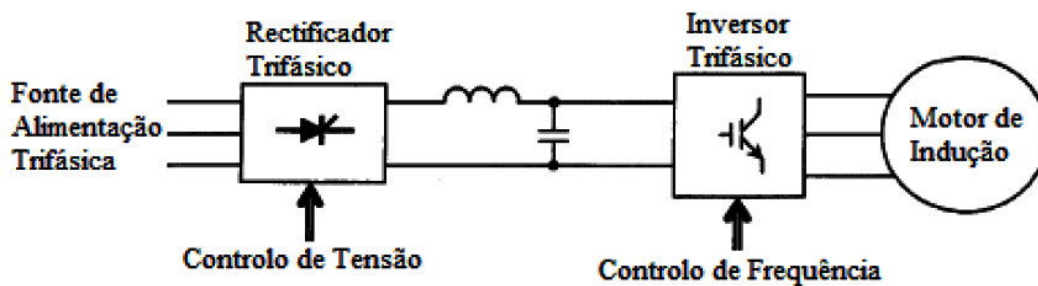 Rectificador
Trifásico
Inversor
Trifásico
Fonte de
Alimentação
Trifásica
Motor de
Indução
Controlo de Tensão
Controlo de Frequência